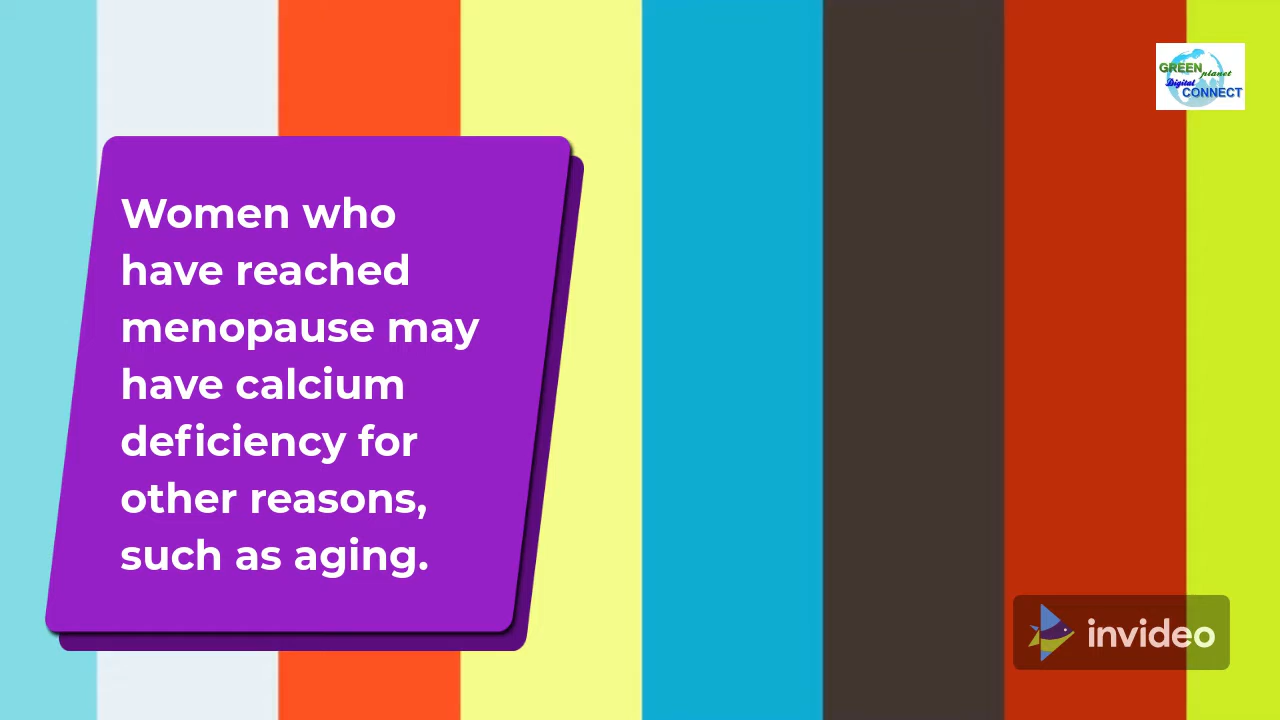 GREEN planet
Digital
CONNECT
Women who
have reached
menopause may
have calcium
deficiency for
other reasons,
such as aging.
invideo